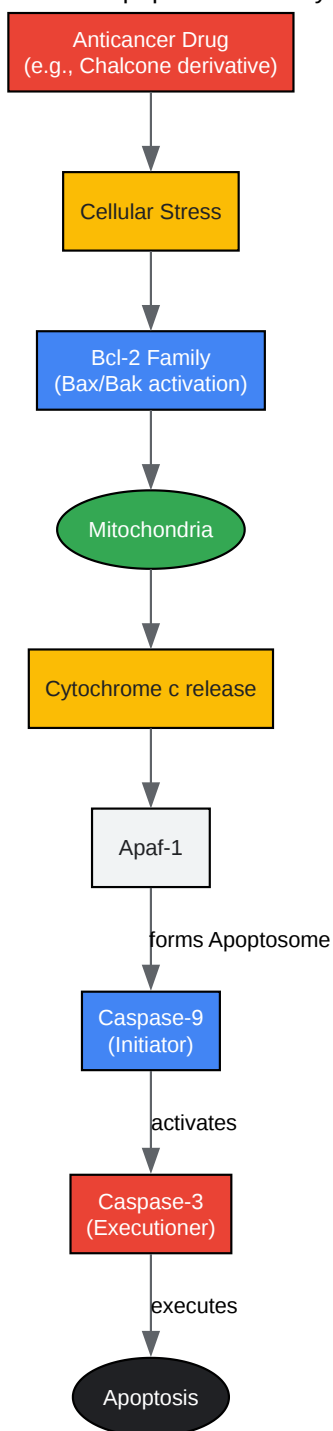 Anticancer Drug
(e.g., Chalcone derivative)
Cellular Stress
Bcl-2 Family
(Bax/Bak activation)
Mitochondria
Cytochrome c release
Apaf-1
forms Apoptosome
Caspase-9
(Initiator)
activates
Caspase-3
(Executioner)
executes
Apoptosis